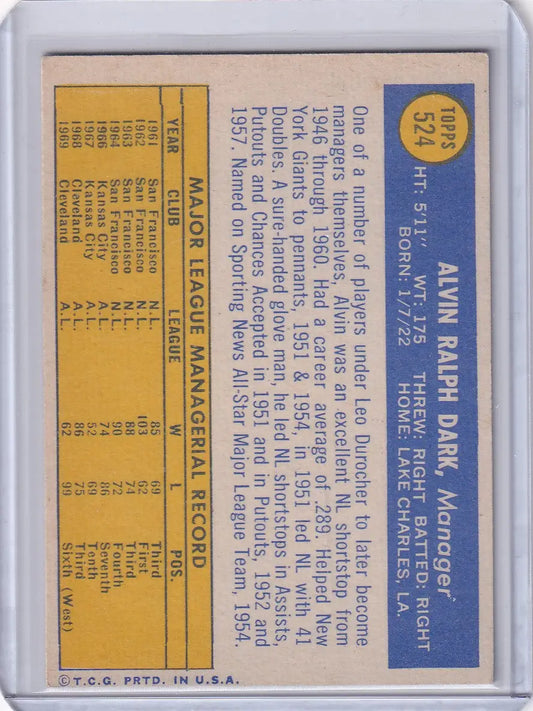 TOPPS
524
ALVIN RALPH DARK, Manager
HT: 5'11" WT: 175 THREW: RIGHT BATTED: RIGHT
BORN: 1/7/22 HOME: LAKE CHARLES, LA.
One of a number of players under Leo Durocher to later become
managers themselves, Alvin was an excellent NL shortstop from
1946 through 1960. Had a career average of .289. Helped New
York Giants to pennants, 1951 & 1954, in 1951 led NL with 41
Doubles. A sure-handed glove man, he led NL shortstops in Assists,
Putouts and Chances Accepted in 1951 and in Putouts, 1952 and
1957. Named on Sporting News All-Star Major League Team, 1954.
MAJOR LEAGUE MANAGERIAL RECORD
YEAR CLUB LEAGUE W L POS.
1961 San Francisco N.L. 85 69 Third
1962 San Francisco N.L. 103 62 First
1963 San Francisco N.L. 88 74 Third
1964 San Francisco N.L. 90 72 Fourth
1966 Kansas City A.L. 74 86 Seventh
1967 Kansas City A.L. 52 69 Tenth
1968 Cleveland A.L. 86 75 Third
1969 Cleveland A.L. 62 99 Sixth (West)
© T.C.G. PRTD. IN U.S.A.